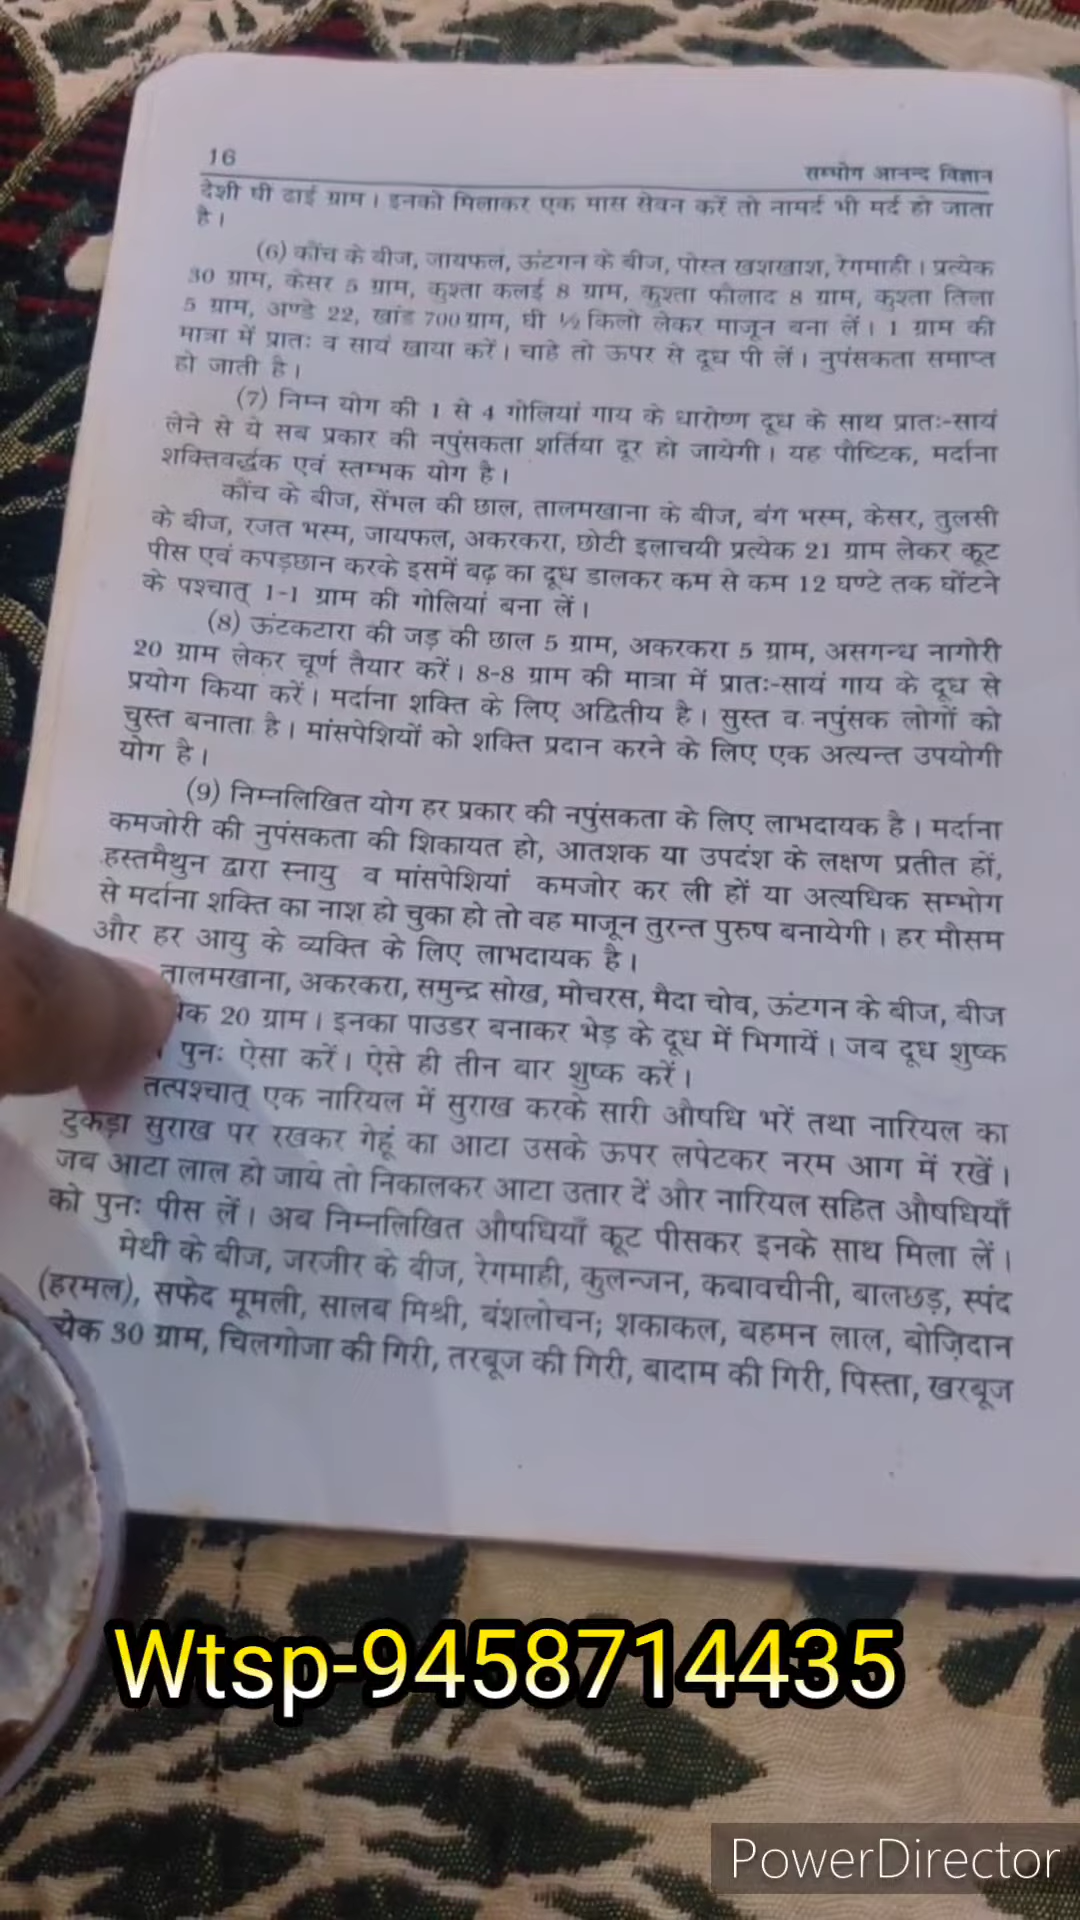 16
सम्भोग आनन्द विज्ञान
देशी घी ढाई ग्राम। इनको मिलाकर एक मास सेवन करें तो नामर्द भी मर्द हो जाता
है।
(6) कौंच के बीज, जायफल, ऊंटगन के बीज, पोस्त खशखाश, रेगमाही। प्रत्येक
30 ग्राम, केसर 5 ग्राम, कुश्ता कलई 8 ग्राम, कुश्ता फौलाद 8 ग्राम, कुश्ता तिला
5 ग्राम, अण्डे 22, खांड 700 ग्राम, घी ½ किलो लेकर माजून बना लें। 1 ग्राम की
मात्रा में प्रातः व सायं खाया करें। चाहे तो ऊपर से दूध पी लें। नुपंसकता समाप्त
हो जाती है।
(7) निम्न योग की 1 से 4 गोलियां गाय के धारोष्ण दूध के साथ प्रातः-सायं
लेने से ये सब प्रकार की नपुंसकता शर्तिया दूर हो जायेगी। यह पौष्टिक, मर्दाना
शक्तिवर्द्धक एवं स्तम्भक योग है।
कौंच के बीज, सेंभल की छाल, तालमखाना के बीज, बंग भस्म, केसर, तुलसी
के बीज, रजत भस्म, जायफल, अकरकरा, छोटी इलाचयी प्रत्येक 21 ग्राम लेकर कूट
पीस एवं कपड़छान करके इसमें बढ़ का दूध डालकर कम से कम 12 घण्टे तक घोंटने
के पश्चात् 1-1 ग्राम की गोलियां बना लें।
(8) ऊंटकटारा की जड़ की छाल 5 ग्राम, अकरकरा 5 ग्राम, असगन्ध नागोरी
20 ग्राम लेकर चूर्ण तैयार करें। 8-8 ग्राम की मात्रा में प्रातः-सायं गाय के दूध से
प्रयोग किया करें। मर्दाना शक्ति के लिए अद्वितीय है। सुस्त व नपुंसक लोगों को
चुस्त बनाता है। मांसपेशियों को शक्ति प्रदान करने के लिए एक अत्यन्त उपयोगी
योग है।
(9) निम्नलिखित योग हर प्रकार की नपुंसकता के लिए लाभदायक है। मर्दाना
कमजोरी की नुपंसकता की शिकायत हो, आतशक या उपदंश के लक्षण प्रतीत हों,
हस्तमैथुन द्वारा स्नायु व मांसपेशियां कमजोर कर ली हों या अत्यधिक सम्भोग
से मर्दाना शक्ति का नाश हो चुका हो तो वह माजून तुरन्त पुरुष बनायेगी। हर मौसम
और हर आयु के व्यक्ति के लिए लाभदायक है।
तालमखाना, अकरकरा, समुन्द्र सोख, मोचरस, मैदा चोव, ऊंटगन के बीज, बीज
येक 20 ग्राम। इनका पाउडर बनाकर भेड़ के दूध में भिगायें। जब दूध शुष्क
पुनः ऐसा करें। ऐसे ही तीन बार शुष्क करें।
तत्पश्चात् एक नारियल में सुराख करके सारी औषधि भरें तथा नारियल का
टुकड़ा सुराख पर रखकर गेहूं का आटा उसके ऊपर लपेटकर नरम आग में रखें।
जब आटा लाल हो जाये तो निकालकर आटा उतार दें और नारियल सहित औषधियाँ
को पुनः पीस लें। अब निम्नलिखित औषधियाँ कूट पीसकर इनके साथ मिला लें।
मेथी के बीज, जरजीर के बीज, रेगमाही, कुलन्जन, कबावचीनी, बालछड़, स्पंद
(हरमल), सफेद मूमली, सालब मिश्री, बंशलोचन; शकाकल, बहमन लाल, बोज़िदान
येक 30 ग्राम, चिलगोजा की गिरी, तरबूज की गिरी, बादाम की गिरी, पिस्ता, खरबूज
Wtsp-9458714435
PowerDirector